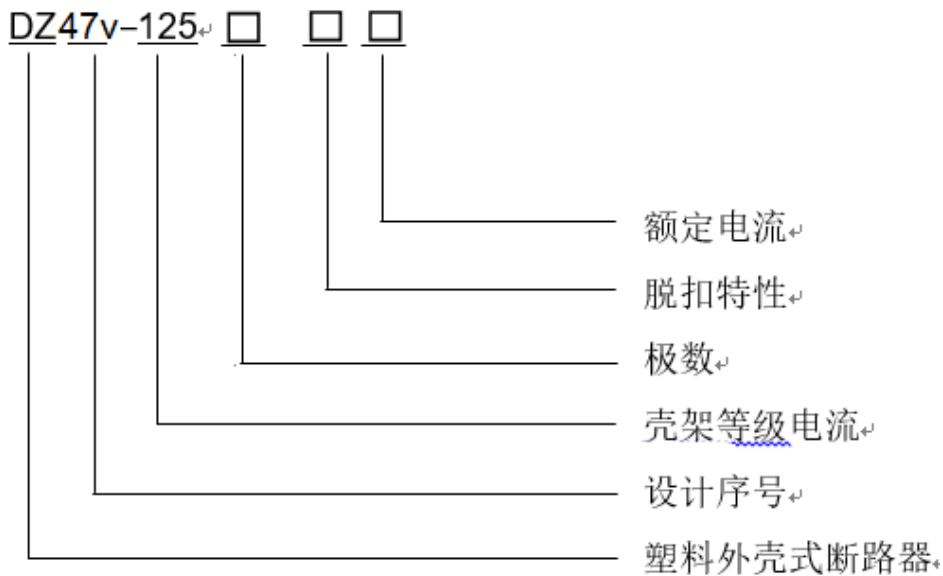 DZ47v-125 □ □ □
额定电流
脱扣特性
极数
壳架等级电流
设计序号
塑料外壳式断路器